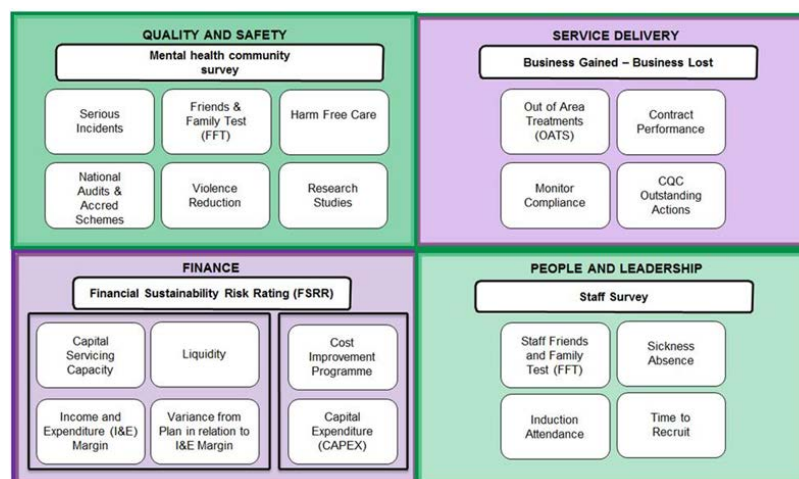 QUALITY AND SAFETY
Mental health community
survey
Serious
Incidents
Friends &
Family Test
(FFT)
Harm Free Care
National
Audits &
Accred
Schemes
Violence
Reduction
Research
Studies
SERVICE DELIVERY
Business Gained – Business Lost
Out of Area
Treatments
(OATS)
Contract
Performance
Monitor
Compliance
CQC
Outstanding
Actions
FINANCE
Financial Sustainability Risk Rating (FSRR)
Capital
Servicing
Capacity
Liquidity
Cost
Improvement
Programme
Income and
Expenditure (I&E)
Margin
Variance from
Plan in relation to
I&E Margin
Capital
Expenditure
(CAPEX)
PEOPLE AND LEADERSHIP
Staff Survey
Staff Friends
and Family
Test (FFT)
Sickness
Absence
Induction
Attendance
Time to
Recruit